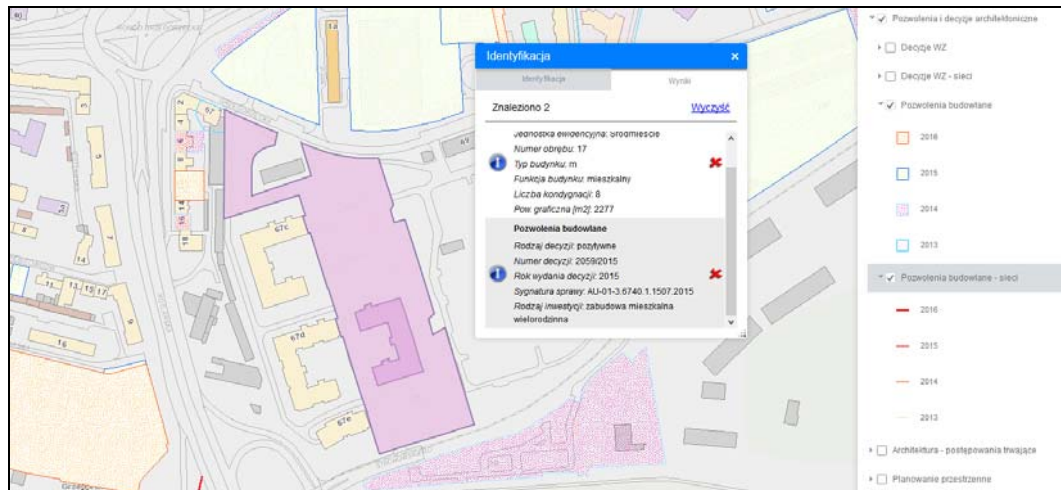 Identyfikacja
Identyfikacja
Wyniki
Znaleziono 2
Wyczyść
Jednostka ewidencyjna: Śródmieście
Numer obrębu: 17
Typ budynku: m
Funkcja budynku: mieszkalny
Liczba kondygnacji: 8
Pow. graficzna [m2]: 2277
Pozwolenia budowlane
Rodzaj decyzji: pozytywne
Numer decyzji: 2059/2015
Rok wydania decyzji: 2015
Sygnatura sprawy: AU-01-3.6740.1.1507.2015
Rodzaj inwestycji: zabudowa mieszkalna
wielorodzinna
Pozwolenia i decyzje architektoniczne
Decyzje WZ
Decyzje WZ - sieci
Pozwolenia budowlane
2016
2015
2014
2013
Pozwolenia budowlane - sieci
2016
2015
2014
2013
Architektura - postępowania trwające
Planowanie przestrzenne
67c
67d
67e